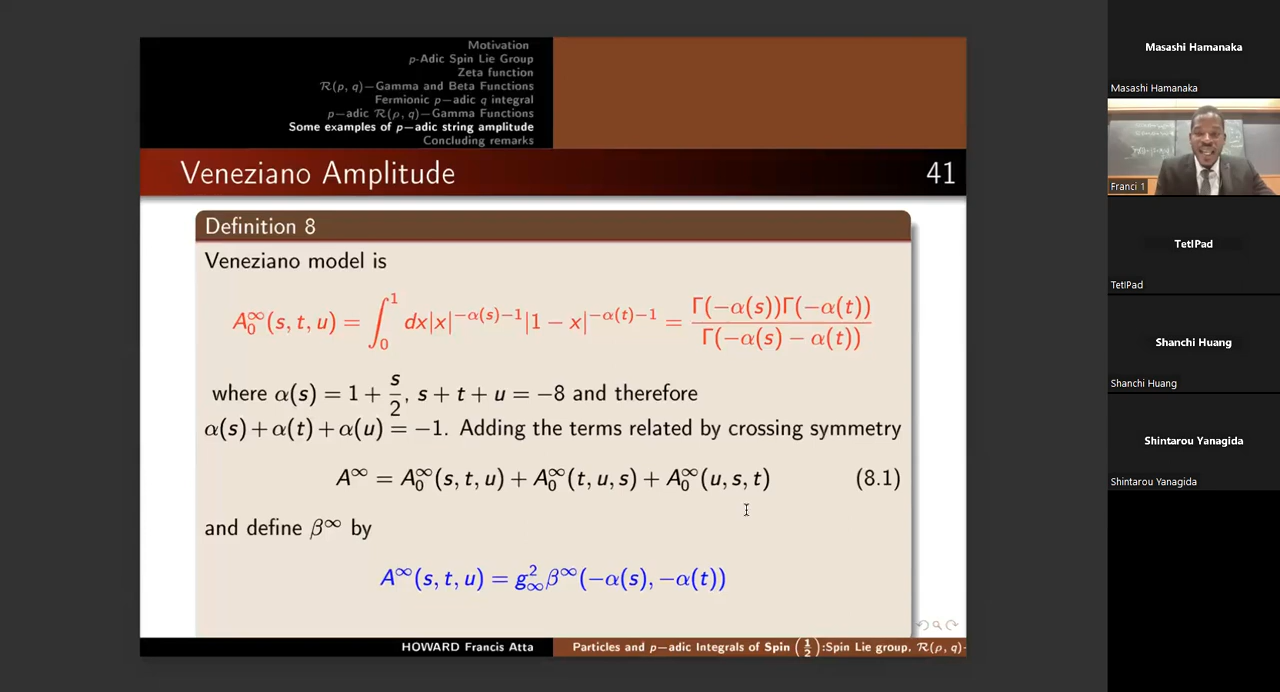 Motivation
p-Adic Spin Lie Group
Zeta function
R(p, q)−Gamma and Beta Functions
Fermionic p−adic q integral
p−adic R(p, q)−Gamma Functions
Some examples of p−adic string amplitude
Concluding remarks
Veneziano Amplitude 41
Definition 8
Veneziano model is
A₀^∞(s, t, u) = ∫₀¹ dx|x|^{−α(s)−1}|1 − x|^{−α(t)−1} = Γ(−α(s))Γ(−α(t)) / Γ(−α(s) − α(t))
where α(s) = 1 + s/2, s + t + u = −8 and therefore
α(s)+α(t)+α(u) = −1. Adding the terms related by crossing symmetry
A^∞ = A₀^∞(s, t, u) + A₀^∞(t, u, s) + A₀^∞(u, s, t) (8.1)
and define β^∞ by
A^∞(s, t, u) = g_∞² β^∞(−α(s), −α(t))
HOWARD Francis Atta Particles and p−adic Integrals of Spin (1/2):Spin Lie group, R(p, q)-
Masashi Hamanaka
Masashi Hamanaka
Franci 1
TetIPad
TetIPad
Shanchi Huang
Shanchi Huang
Shintarou Yanagida
Shintarou Yanagida